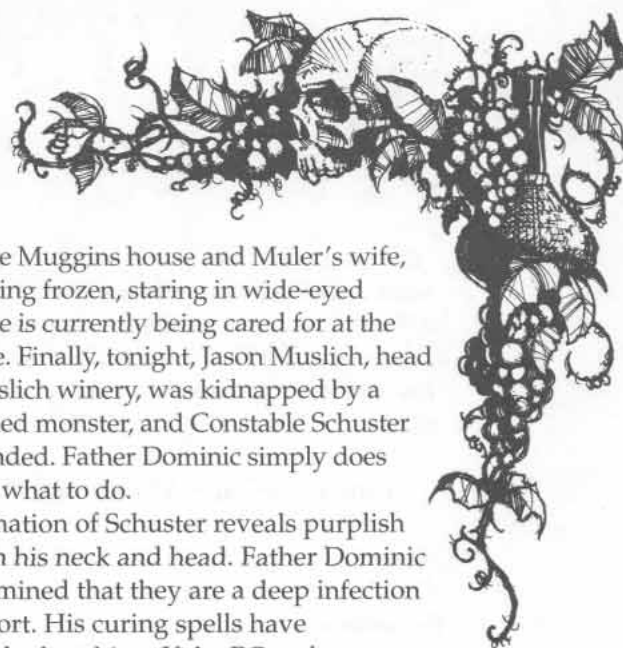 e Muggins house and Muler's wife,
ing frozen, staring in wide-eyed
e is currently being cared for at the
e. Finally, tonight, Jason Muslich, head
slich winery, was kidnapped by a
ed monster, and Constable Schuster
nded. Father Dominic simply does
what to do.
nation of Schuster reveals purplish
n his neck and head. Father Dominic
mined that they are a deep infection
ort. His curing spells have